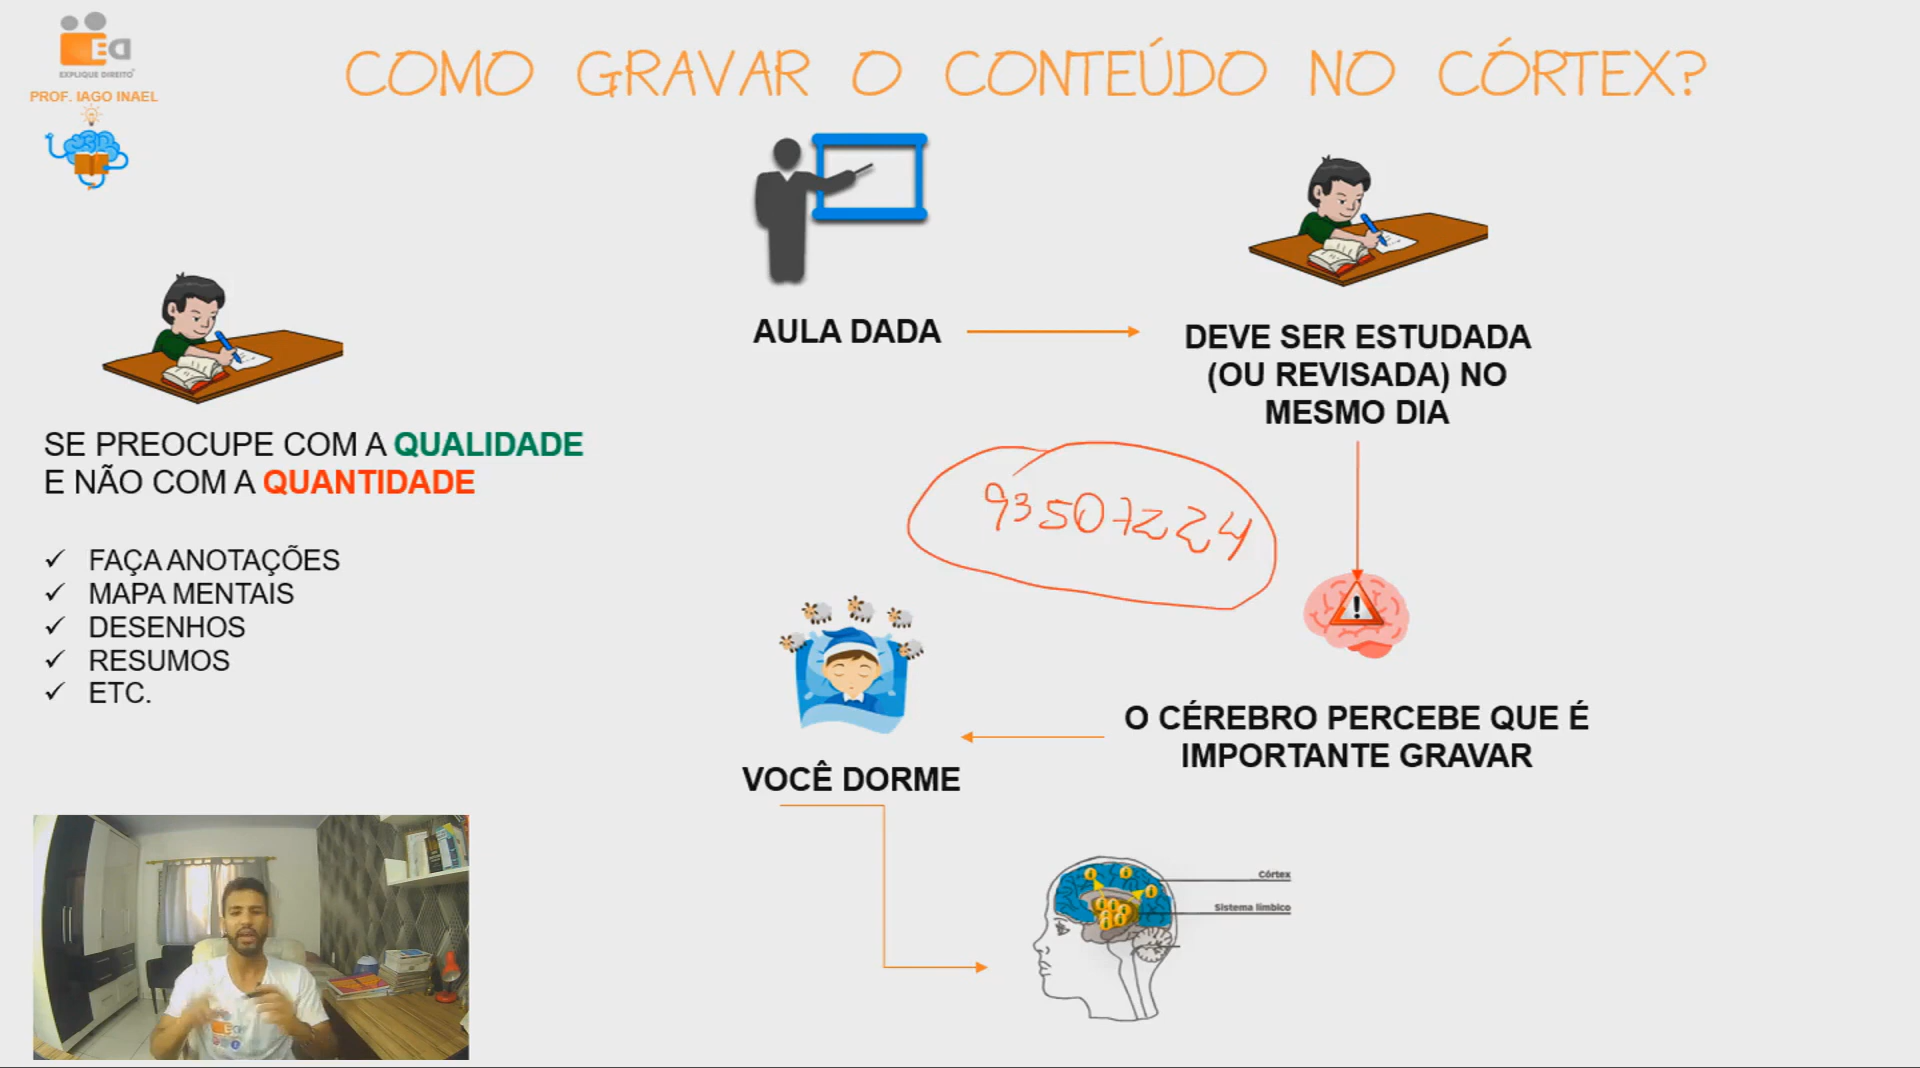 ED
EXPLIQUE DIREITO
PROF. IAGO INAEL
COMO GRAVAR O CONTEÚDO NO CÓRTEX?
AULA DADA
DEVE SER ESTUDADA
(OU REVISADA) NO
MESMO DIA
SE PREOCUPE COM A QUALIDADE
E NÃO COM A QUANTIDADE
✓ FAÇA ANOTAÇÕES
✓ MAPA MENTAIS
✓ DESENHOS
✓ RESUMOS
✓ ETC.
93507224
!
O CÉREBRO PERCEBE QUE É
IMPORTANTE GRAVAR
VOCÊ DORME
Córtex
Sistema límbico